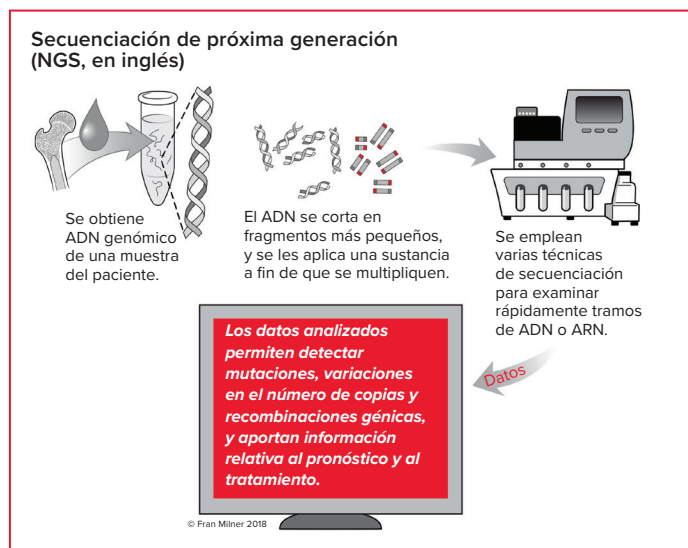 Secuenciación de próxima generación
(NGS, en inglés)
Se obtiene
ADN genómico
de una muestra
del paciente.
El ADN se corta en
fragmentos más pequeños,
y se les aplica una sustancia
a fin de que se multipliquen.
Se emplean
varias técnicas
de secuenciación
para examinar
rápidamente tramos
de ADN o ARN.
Datos
Los datos analizados
permiten detectar
mutaciones, variaciones
en el número de copias y
recombinaciones génicas,
y aportan información
relativa al pronóstico y al
tratamiento.
© Fran Milner 2018